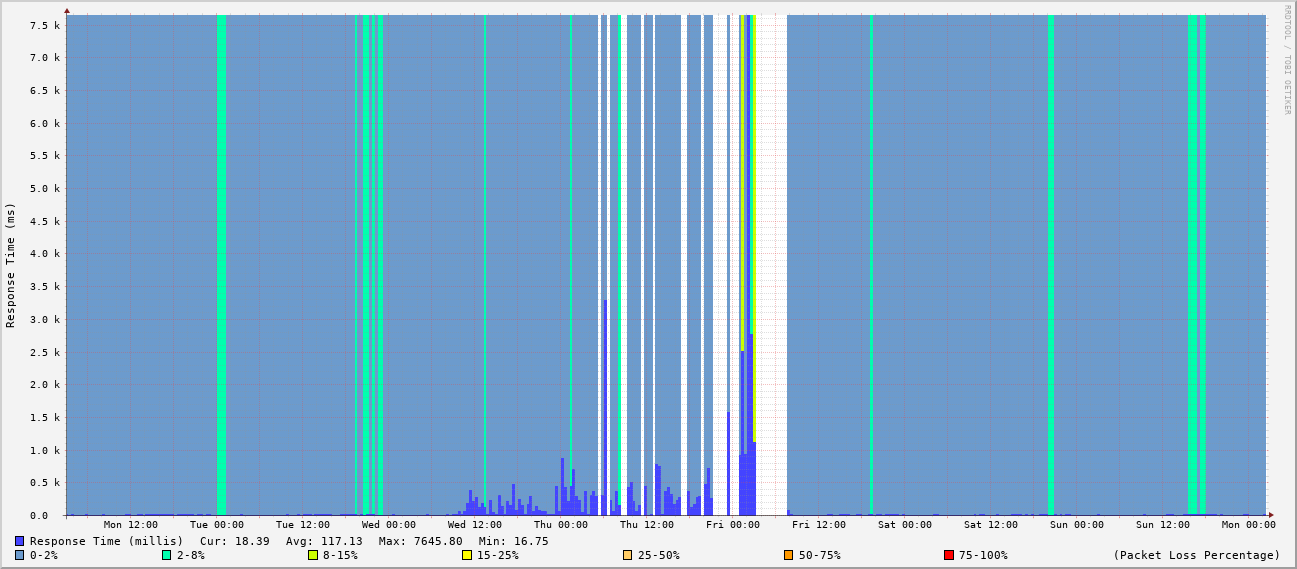 RRDTOOL / TOBI OETIKER
Response Time (ms)
7.5 k
7.0 k
6.5 k
6.0 k
5.5 k
5.0 k
4.5 k
4.0 k
3.5 k
3.0 k
2.5 k
2.0 k
1.5 k
1.0 k
0.5 k
0.0
Mon 12:00 Tue 00:00 Tue 12:00 Wed 00:00 Wed 12:00 Thu 00:00 Thu 12:00 Fri 00:00 Fri 12:00 Sat 00:00 Sat 12:00 Sun 00:00 Sun 12:00 Mon 00:00
Response Time (millis) Cur: 18.39 Avg: 117.13 Max: 7645.80 Min: 16.75
0-2% 2-8% 8-15% 15-25% 25-50% 50-75% 75-100% (Packet Loss Percentage)